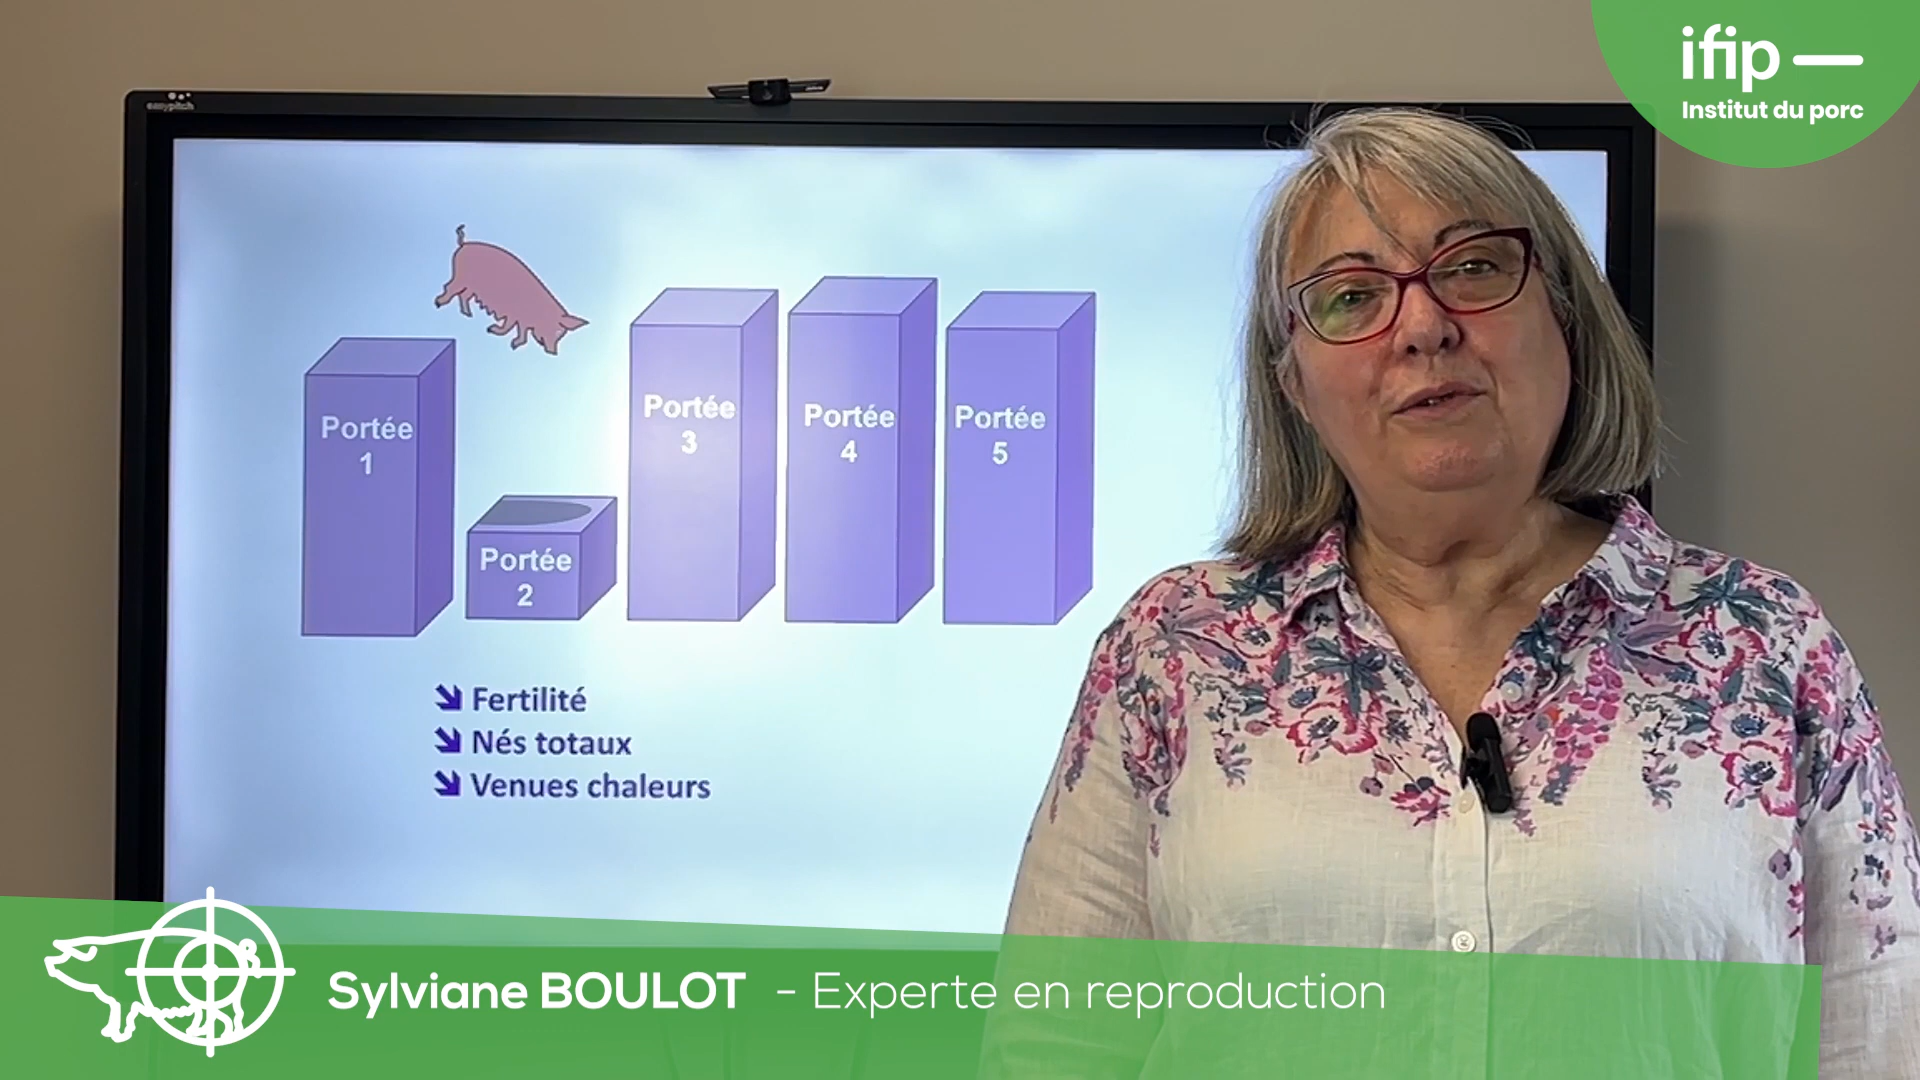 ifip
Institut du porc
easypitch
Portée
1
Portée
2
Portée
3
Portée
4
Portée
5
Fertilité
Nés totaux
Venues chaleurs
Sylviane BOULOT - Experte en reproduction